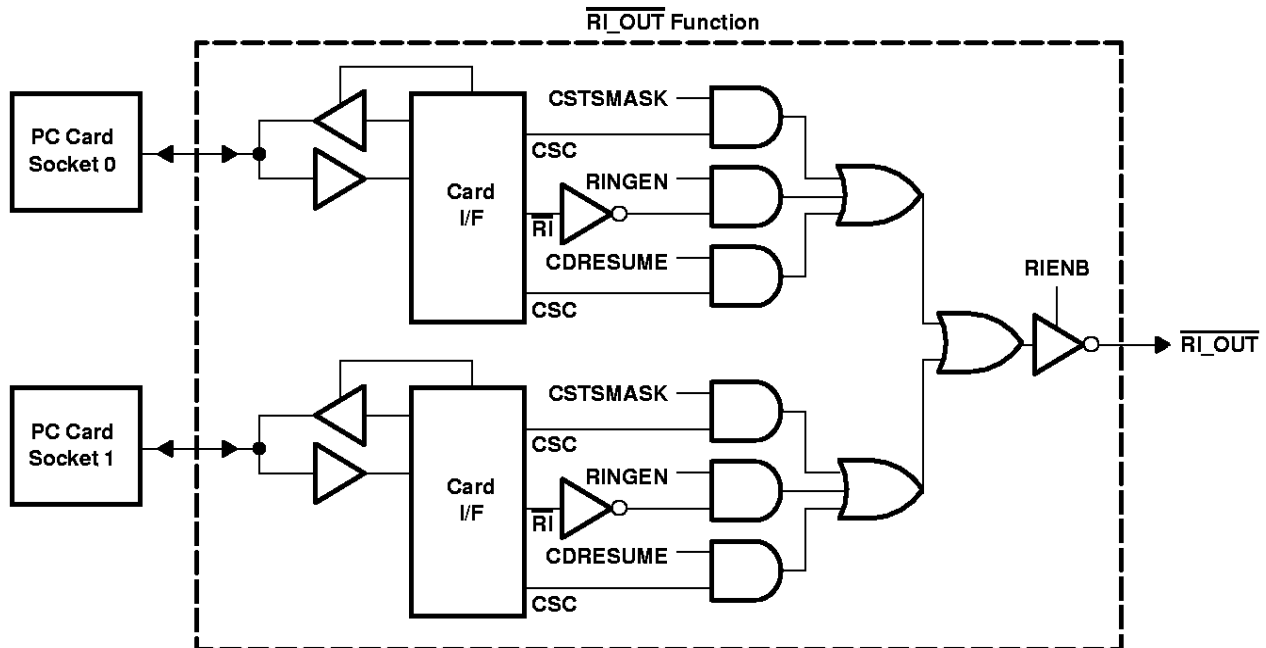 RI_OUT Function
PC Card
Socket 0
Card
I/F
CSTSMASK
CSC
RINGEN
RI
CDRESUME
CSC
RIENB
RI_OUT
PC Card
Socket 1
Card
I/F
CSTSMASK
CSC
RINGEN
RI
CDRESUME
CSC